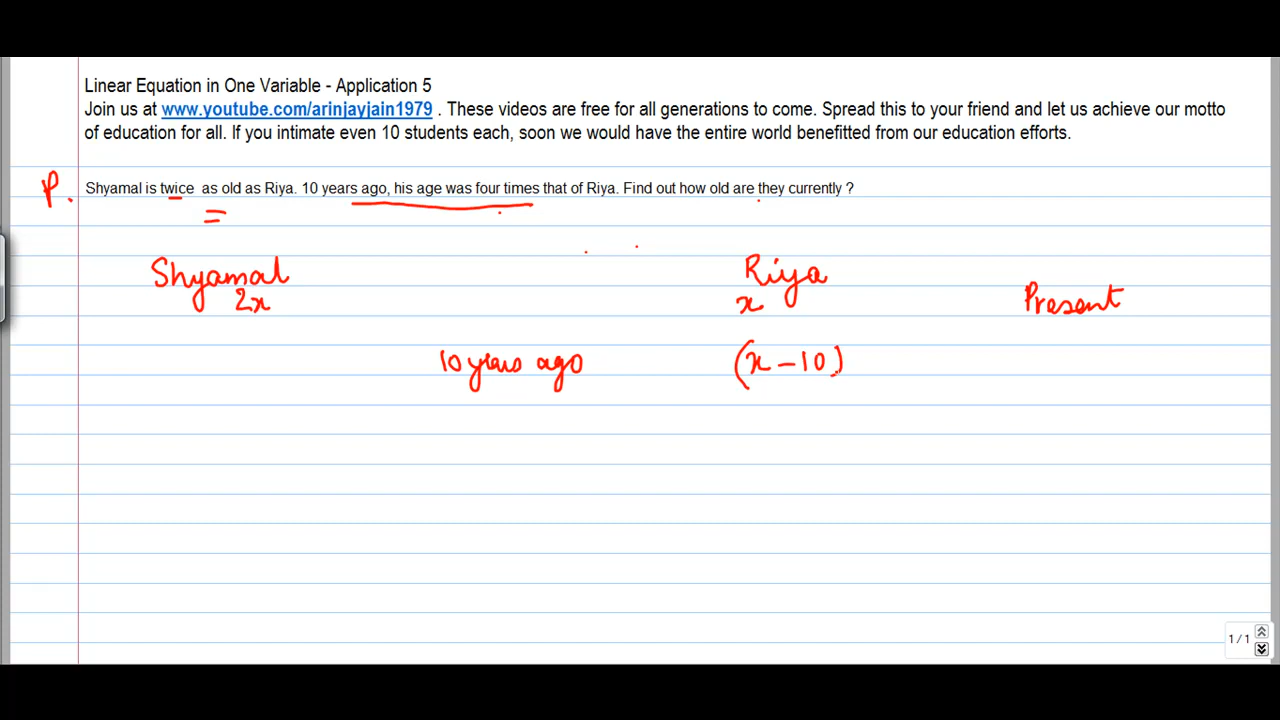 Linear Equation in One Variable - Application 5
Join us at www.youtube.com/arinjayjain1979 . These videos are free for all generations to come. Spread this to your friend and let us achieve our motto
of education for all. If you intimate even 10 students each, soon we would have the entire world benefitted from our education efforts.
P. Shyamal is twice as old as Riya. 10 years ago, his age was four times that of Riya. Find out how old are they currently ?
=
Shyamal Riya
2x x Present
10 years ago (x - 10)
1 / 1